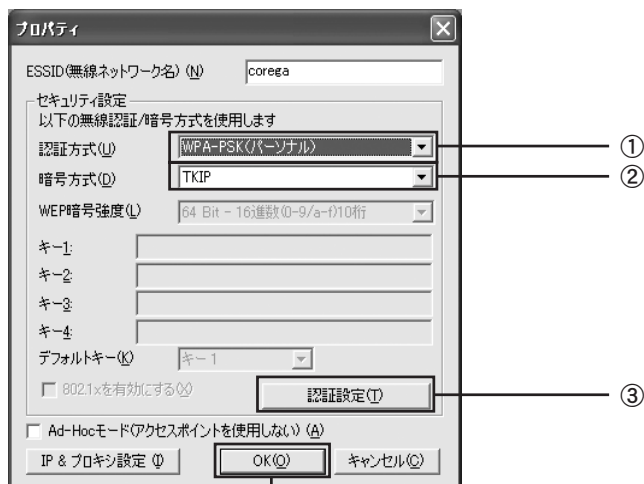 プロパティ
ESSID(無線ネットワーク名) (N) corega
セキュリティ設定
以下の無線認証/暗号方式を使用します
認証方式(U) WPA-PSK(パーソナル) ①
暗号方式(D) TKIP ②
WEP暗号強度(L) 64 Bit - 16進数(0-9/a-f)10桁
キー1:
キー2:
キー3:
キー4:
デフォルトキー(K) キー 1
802.1xを有効にする(X) 認証設定(T) ③
Ad-Hocモード(アクセスポイントを使用しない) (A)
IP & プロキシ設定 (I) OK(O) キャンセル(C)